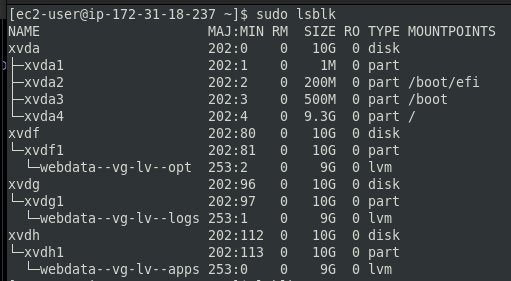 [ec2-user@ip-172-31-18-237 ~]$ sudo lsblk
NAME                      MAJ:MIN RM  SIZE RO TYPE MOUNTPOINTS
xvda                      202:0    0   10G  0 disk
├─xvda1                   202:1    0    1M  0 part
├─xvda2                   202:2    0  200M  0 part /boot/efi
├─xvda3                   202:3    0  500M  0 part /boot
└─xvda4                   202:4    0  9.3G  0 part /
xvdf                      202:80   0   10G  0 disk
└─xvdf1                   202:81   0   10G  0 part
  └─webdata--vg-lv--opt   253:2    0    9G  0 lvm
xvdg                      202:96   0   10G  0 disk
└─xvdg1                   202:97   0   10G  0 part
  └─webdata--vg-lv--logs  253:1    0    9G  0 lvm
xvdh                      202:112  0   10G  0 disk
└─xvdh1                   202:113  0   10G  0 part
  └─webdata--vg-lv--apps  253:0    0    9G  0 lvm